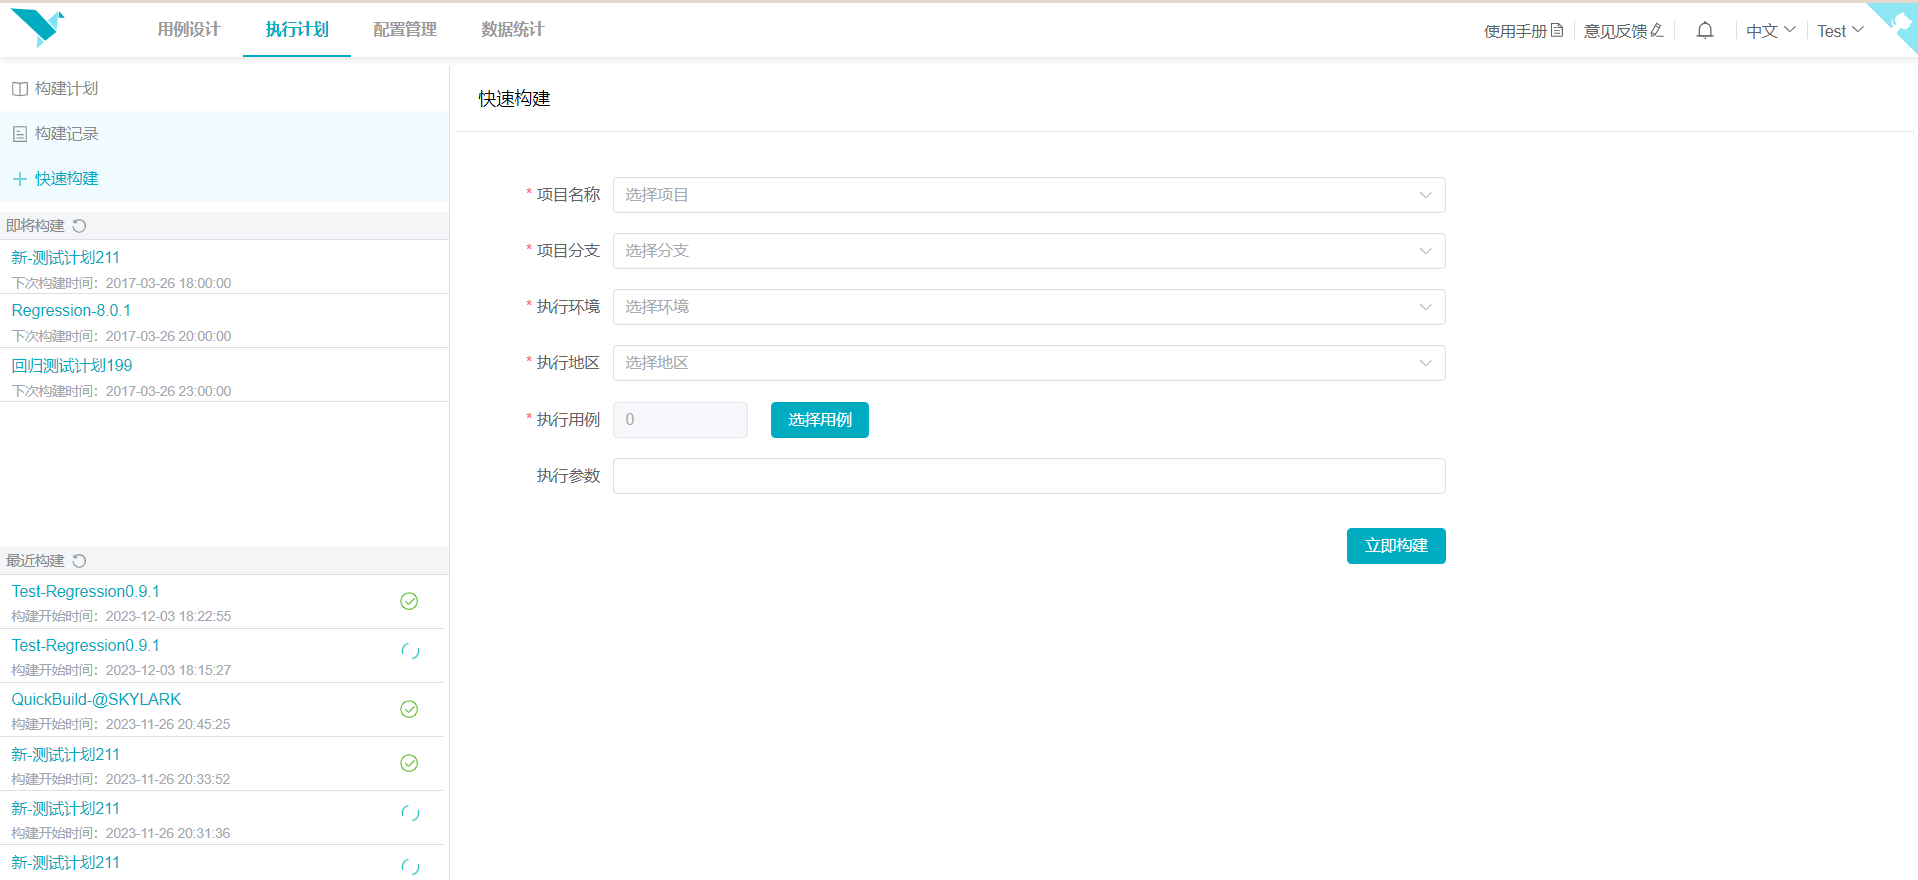 用例设计 执行计划 配置管理 数据统计 使用手册 意见反馈 中文 Test
构建计划
构建记录
快速构建
即将构建
新-测试计划211
下次构建时间：2017-03-26 18:00:00
Regression-8.0.1
下次构建时间：2017-03-26 20:00:00
回归测试计划199
下次构建时间：2017-03-26 23:00:00
最近构建
Test-Regression0.9.1
构建开始时间：2023-12-03 18:22:55
Test-Regression0.9.1
构建开始时间：2023-12-03 18:15:27
QuickBuild-@SKYLARK
构建开始时间：2023-11-26 20:45:25
新-测试计划211
构建开始时间：2023-11-26 20:33:52
新-测试计划211
构建开始时间：2023-11-26 20:31:36
新-测试计划211
快速构建
* 项目名称 选择项目
* 项目分支 选择分支
* 执行环境 选择环境
* 执行地区 选择地区
* 执行用例 0 选择用例
执行参数
立即构建